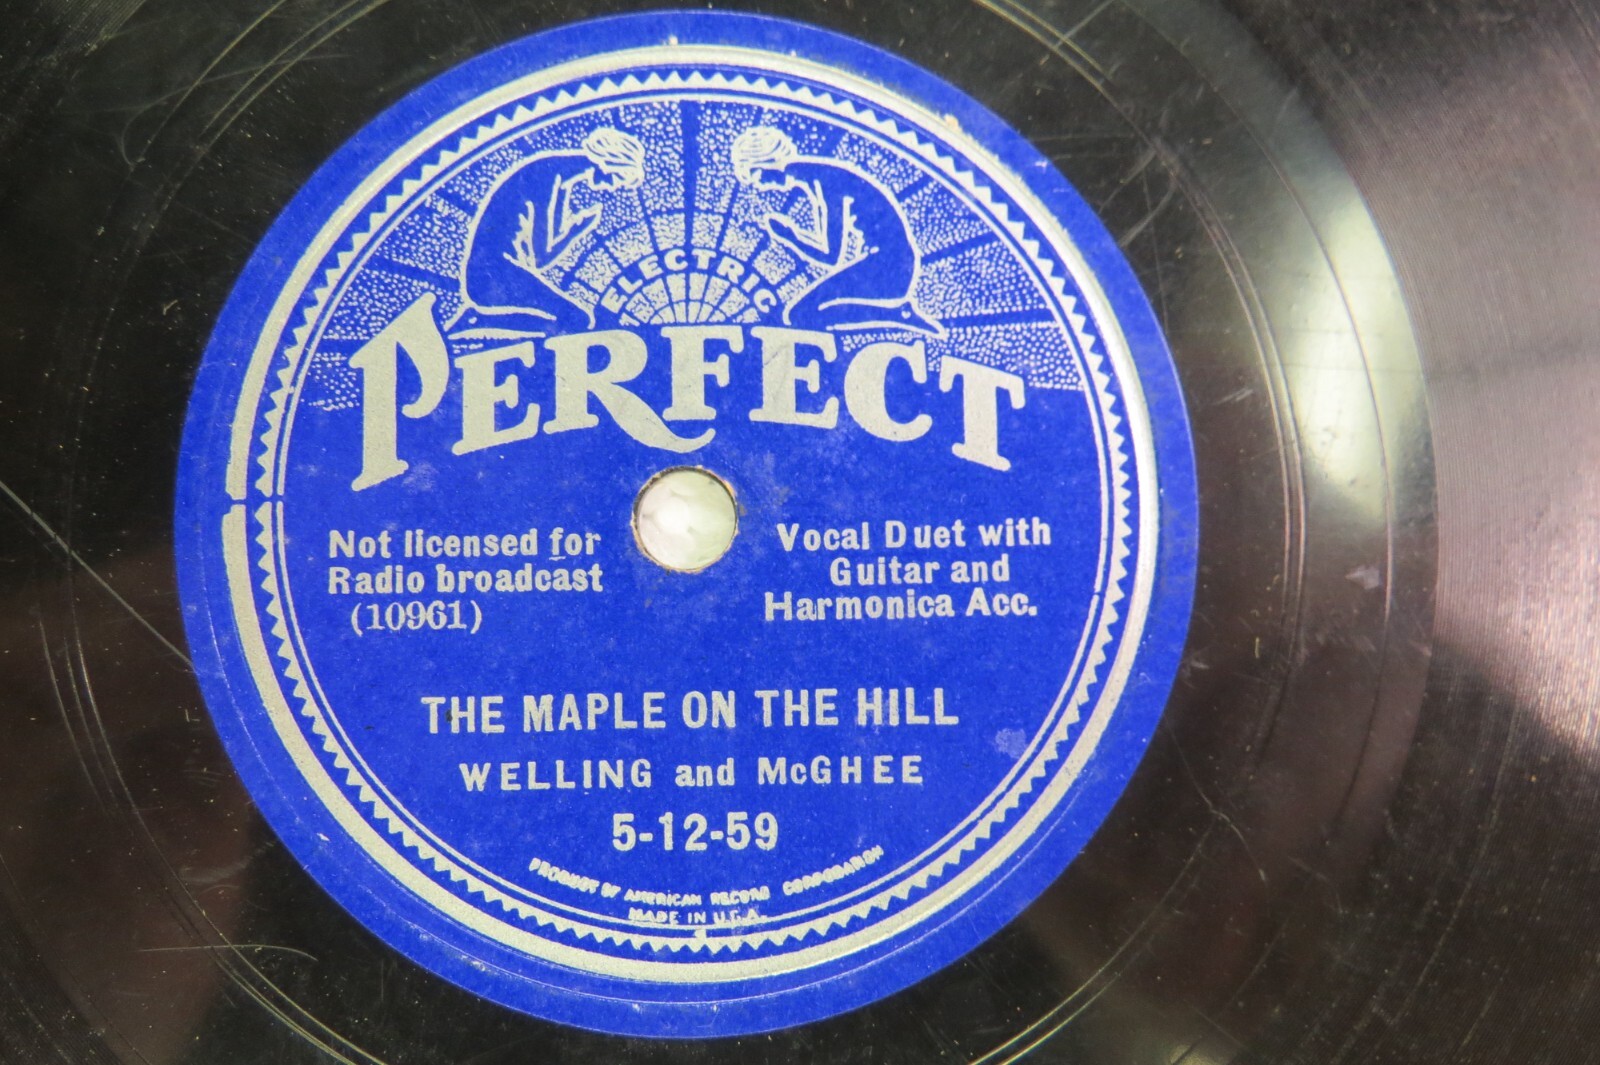 ELECTRIC
PERFECT
Not licensed for
Radio broadcast
(10961)
Vocal Duet with
Guitar and
Harmonica Acc.
THE MAPLE ON THE HILL
WELLING and McGHEE
5-12-59
PRODUCT OF AMERICAN RECORD CORPORATION
MADE IN U.S.A.